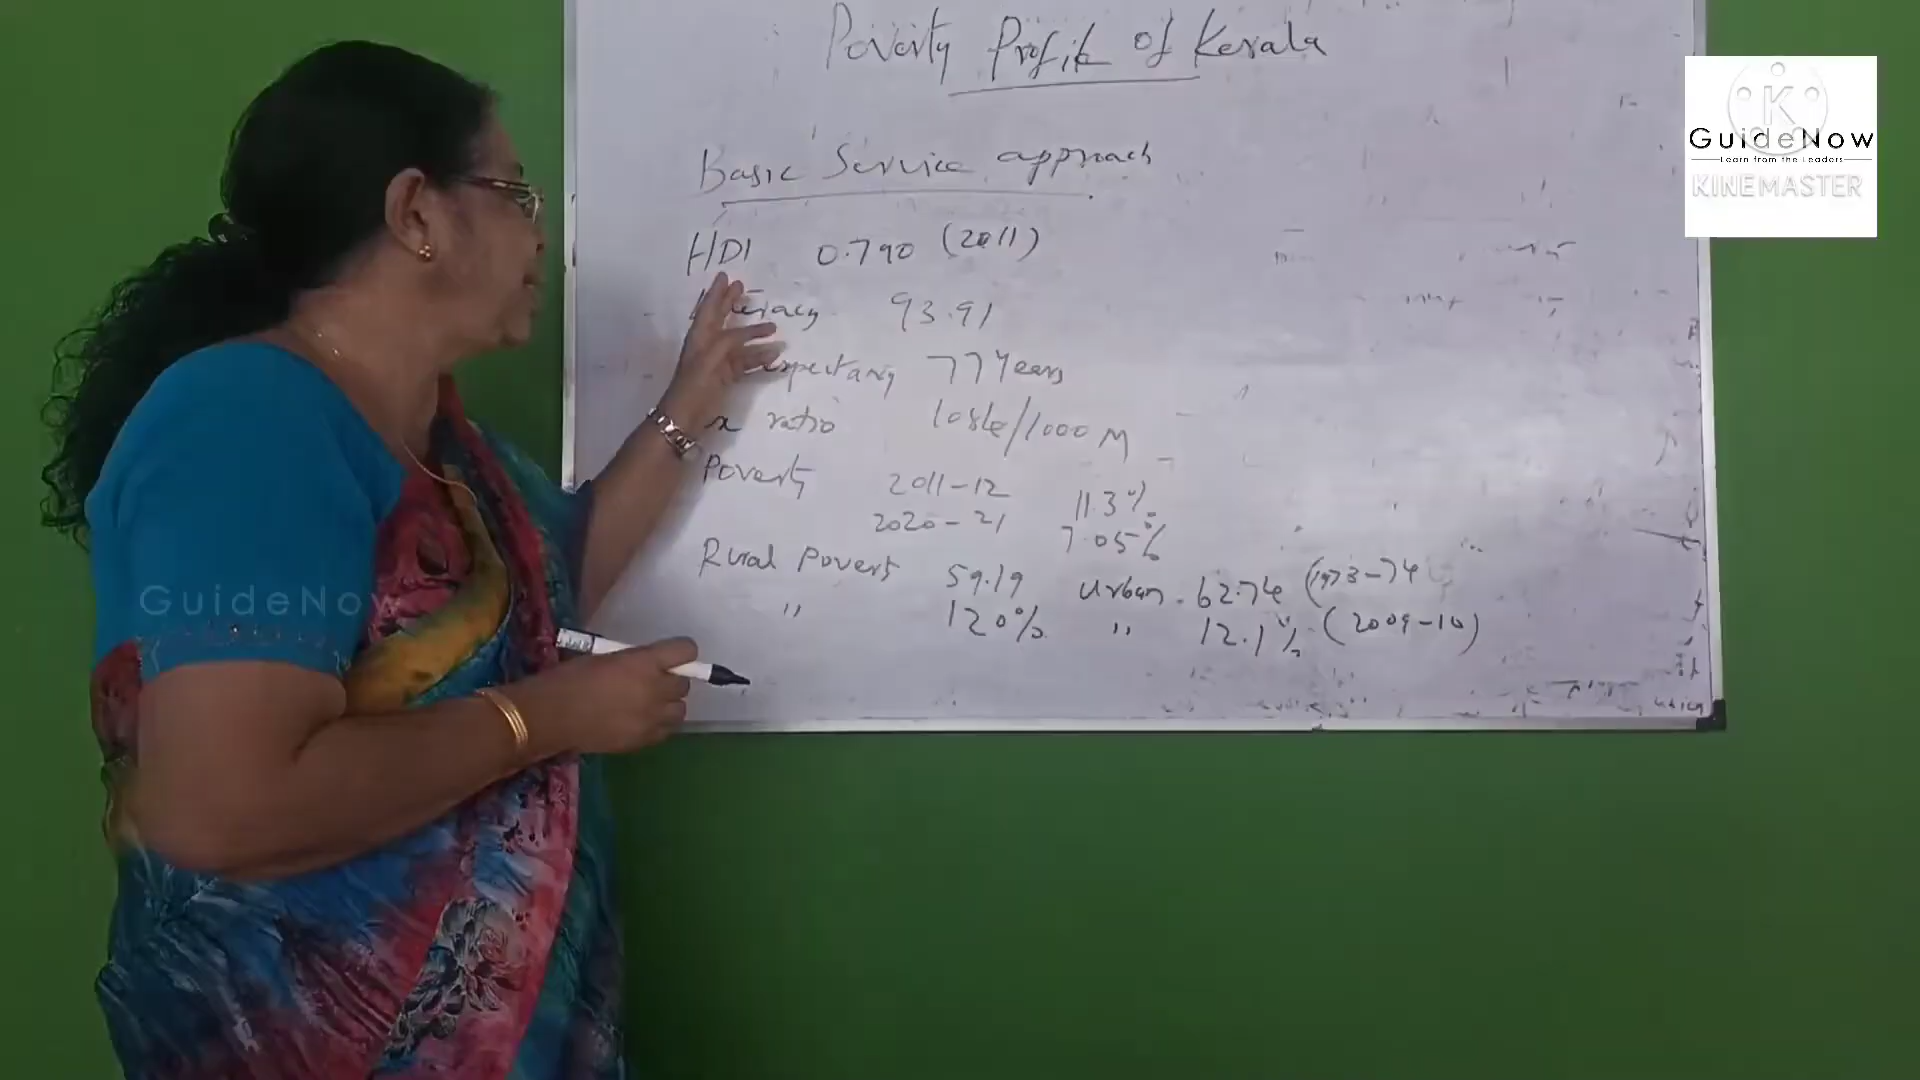 Poverty Profile of Kerala
Basic Service approach
HDI 0.790 (2011)
93.91
77 Years
ratio 1084/1000 M
Poverty 2011-12 11.3%
2020-21 7.05%
Rural Poverty 59.19 Urban. 62.74 (1973-74
" 12.0% " 12.1% (2009-10)
GuideNow
Learn from the Leaders
KINEMASTER
GuideNow